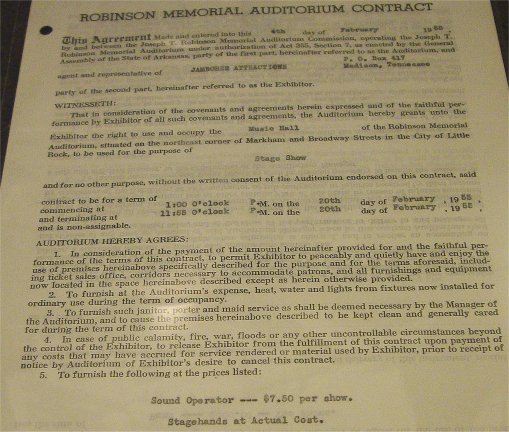 ROBINSON MEMORIAL AUDITORIUM CONTRACT
This Agreement Made and entered into this 4th day of February 1955,
by and between the Joseph T. Robinson Memorial Auditorium Commission, operating the Joseph T.
Robinson Memorial Auditorium under authorization of Act 355, Section 7, as enacted by the General
Assembly of the State of Arkansas, party of the first part, hereinafter referred to as the Auditorium, and
P. O. Box 417
JAMBOREE ATTRACTIONS Madison, Tennessee
agent and representative of
party of the second part, hereinafter referred to as the Exhibitor.
WITNESSETH:
That in consideration of the covenants and agreements herein expressed and of the faithful per-
formance by Exhibitor of all such covenants and agreements, the Auditorium hereby grants unto the
Exhibitor the right to use and occupy the Music Hall of the Robinson Memorial
Auditorium, situated on the northeast corner of Markham and Broadway Streets in the City of Little
Rock, to be used for the purpose of
Stage Show
and for no other purpose, without the written consent of the Auditorium endorsed on this contract, said
contract to be for a term of
commencing at 1:00 O'clock P.M. on the 20th day of February, 1955.
and terminating at 11:55 O'clock P.M. on the 20th day of February, 1955.
and is non-assignable.
AUDITORIUM HEREBY AGREES:
1. In consideration of the payment of the amount hereinafter provided for and the faithful per-
formance of the terms of this contract, to permit Exhibitor to peaceably and quietly have and enjoy the
use of premises hereinabove specifically described for the purpose and for the terms aforesaid, includ-
ing ticket sales office, corridors necessary to accommodate patrons, and all furnishings and equipment
now located in the space hereinabove described except as herein otherwise provided.
2. To furnish at the Auditorium's expense, heat, water and lights from fixtures now installed for
ordinary use during the term of occupancy.
3. To furnish such janitor, porter and maid service as shall be deemed necessary by the Manager of
the Auditorium, and to cause the premises hereinabove described to be kept clean and generally cared
for during the term of this contract
4. In case of public calamity, fire, war, floods or any other uncontrollable circumstances beyond
the control of the Exhibitor, to release Exhibitor from the fulfillment of this contract upon payment of
any costs that may have accrued for service rendered or material used by Exhibitor, prior to receipt of
notice by Auditorium of Exhibitor's desire to cancel this contract.
5. To furnish the following at the prices listed:
Sound Operator --- $7.50 per show.
Stagehands at Actual Cost.